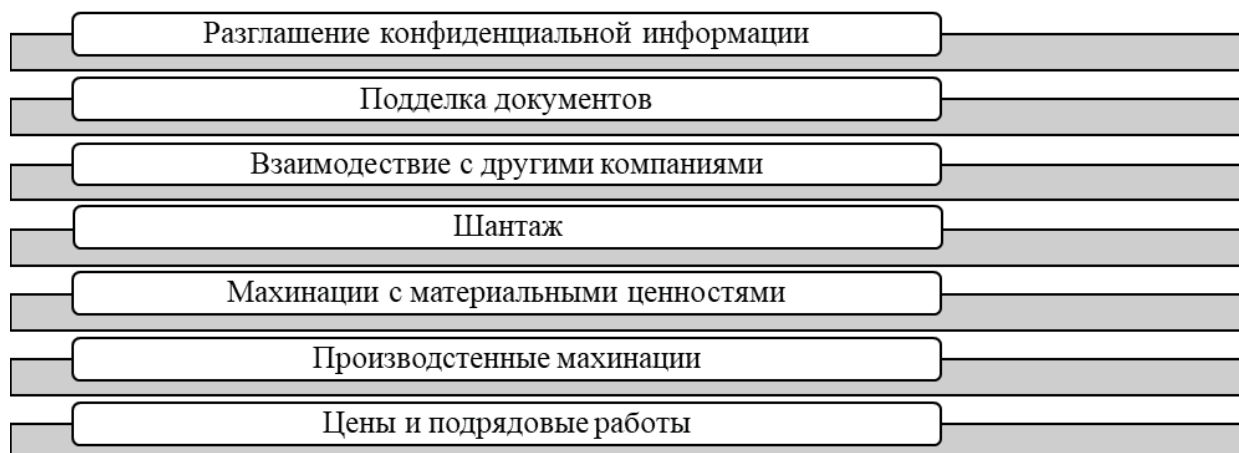 Разглашение конфиденциальной информации
Подделка документов
Взаимодествие с другими компаниями
Шантаж
Махинации с материальными ценностями
Производстенные махинации
Цены и подрядовые работы